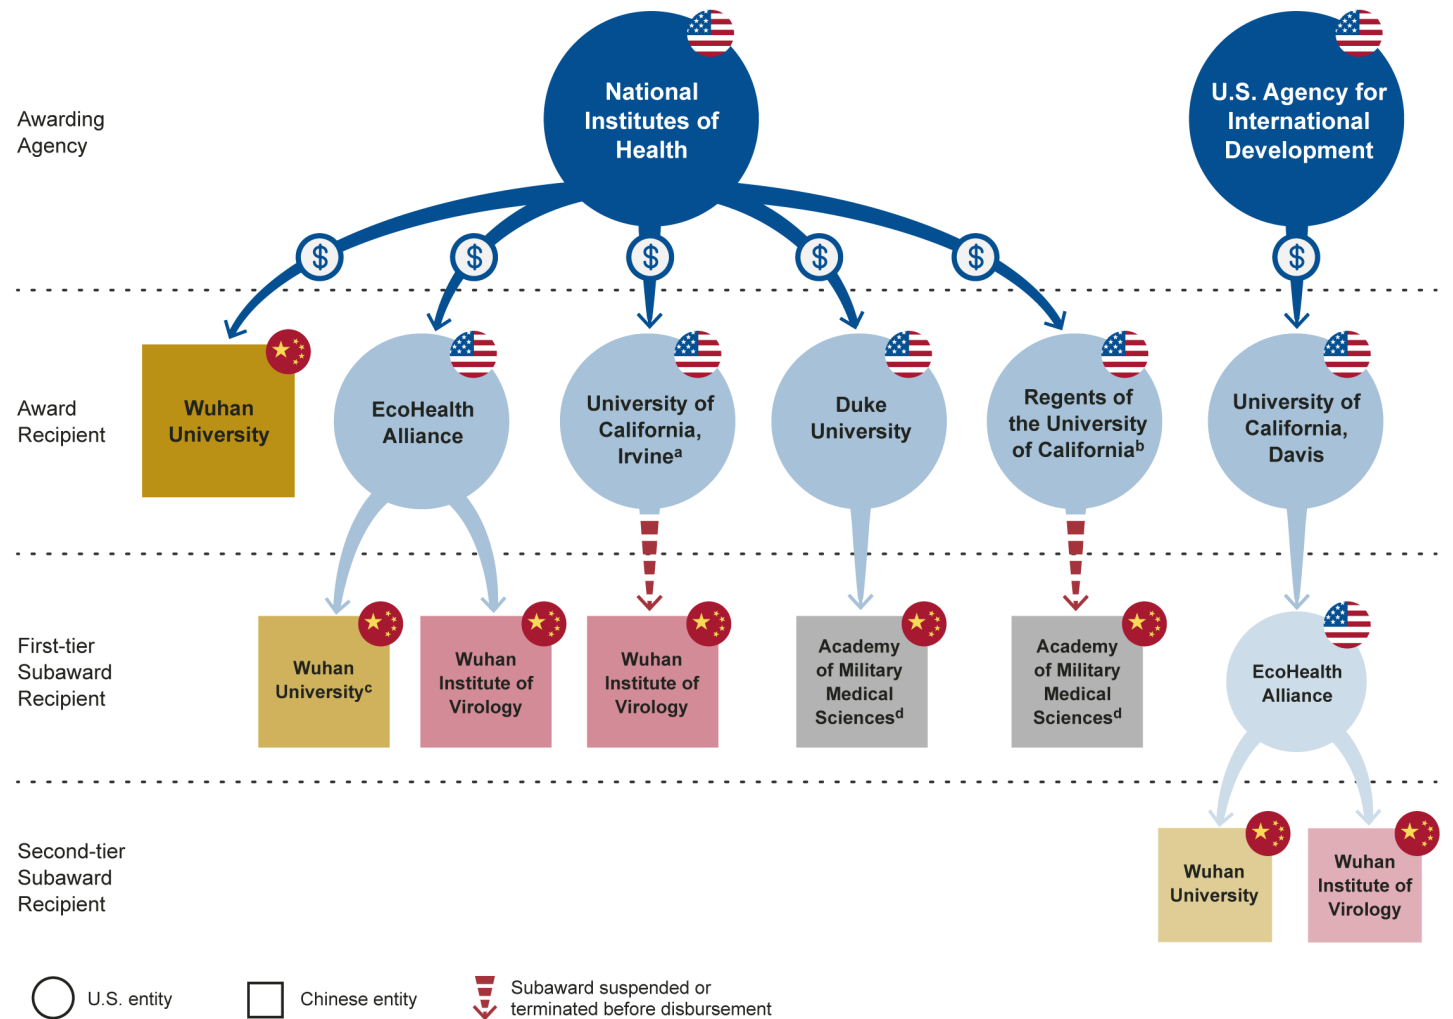 National
Institutes of
Health
U.S. Agency for
International
Development
Awarding
Agency
$
$
$
$
$
$
Award
Recipient
Wuhan
University
EcoHealth
Alliance
University of
California,
Irvineᵃ
Duke
University
Regents of
the University
of Californiaᵇ
University of
California,
Davis
First-tier
Subaward
Recipient
Wuhan
Universityᶜ
Wuhan
Institute of
Virology
Wuhan
Institute of
Virology
Academy
of Military
Medical
Sciencesᵈ
Academy
of Military
Medical
Sciencesᵈ
EcoHealth
Alliance
Second-tier
Subaward
Recipient
Wuhan
University
Wuhan
Institute of
Virology
U.S. entity
Chinese entity
Subaward suspended or
terminated before disbursement